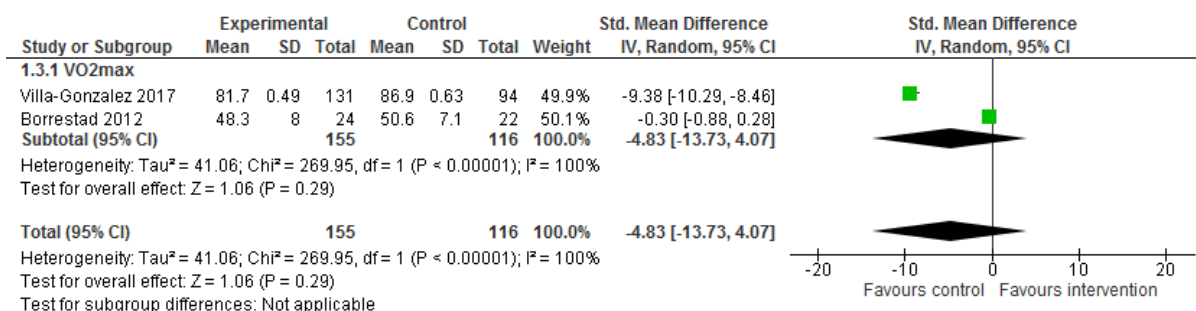 Experimental Control Std. Mean Difference Std. Mean Difference
Study or Subgroup Mean SD Total Mean SD Total Weight IV, Random, 95% CI IV, Random, 95% CI
1.3.1 VO2max
Villa-Gonzalez 2017 81.7 0.49 131 86.9 0.63 94 49.9% -9.38 [-10.29, -8.46]
Borrestad 2012 48.3 8 24 50.6 7.1 22 50.1% -0.30 [-0.88, 0.28]
Subtotal (95% CI) 155 116 100.0% -4.83 [-13.73, 4.07]
Heterogeneity: Tau² = 41.06; Chi² = 269.95, df = 1 (P < 0.00001); I² = 100%
Test for overall effect: Z = 1.06 (P = 0.29)
Total (95% CI) 155 116 100.0% -4.83 [-13.73, 4.07]
Heterogeneity: Tau² = 41.06; Chi² = 269.95, df = 1 (P < 0.00001); I² = 100%
Test for overall effect: Z = 1.06 (P = 0.29)
Test for subgroup differences: Not applicable
-20 -10 0 10 20
Favours control Favours intervention